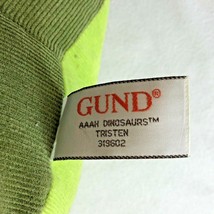 GUND®
AAAH DINOSAURS™
TRISTEN
319602